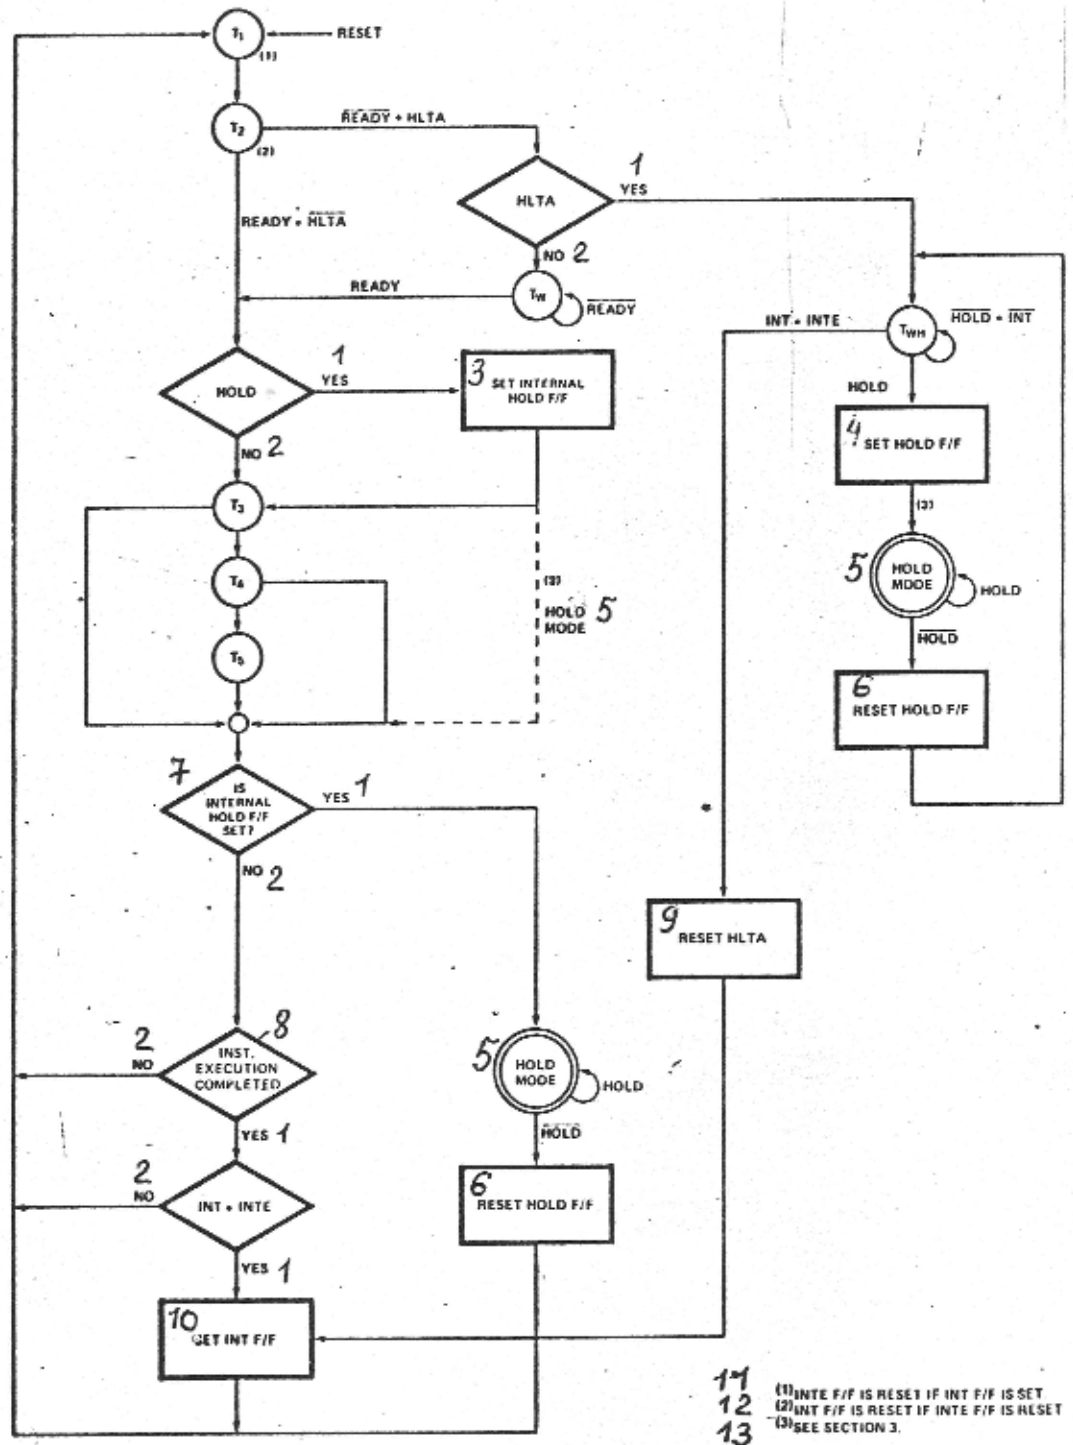 T1
RESET
(1)
T2
(2)
READY + HLTA
HLTA
1
YES
READY • HLTA
NO 2
TW
READY
READY
INT • INTE
TWH
HOLD • INT
HOLD
1
YES
3
SET INTERNAL
HOLD F/F
HOLD
4
SET HOLD F/F
NO 2
T3
(3)
5
HOLD
MODE
HOLD
T4
(3)
HOLD
MODE 5
HOLD
T5
6
RESET HOLD F/F
7
IS
INTERNAL
HOLD F/F
SET?
YES 1
NO 2
9
RESET HLTA
8
2
NO
INST.
EXECUTION
COMPLETED
5
HOLD
MODE
HOLD
YES 1
HOLD
2
NO
INT • INTE
6
RESET HOLD F/F
YES 1
10
GET INT F/F
11 (1) INTE F/F IS RESET IF INT F/F IS SET
12 (2) INT F/F IS RESET IF INTE F/F IS RESET
13 (3) SEE SECTION 3.